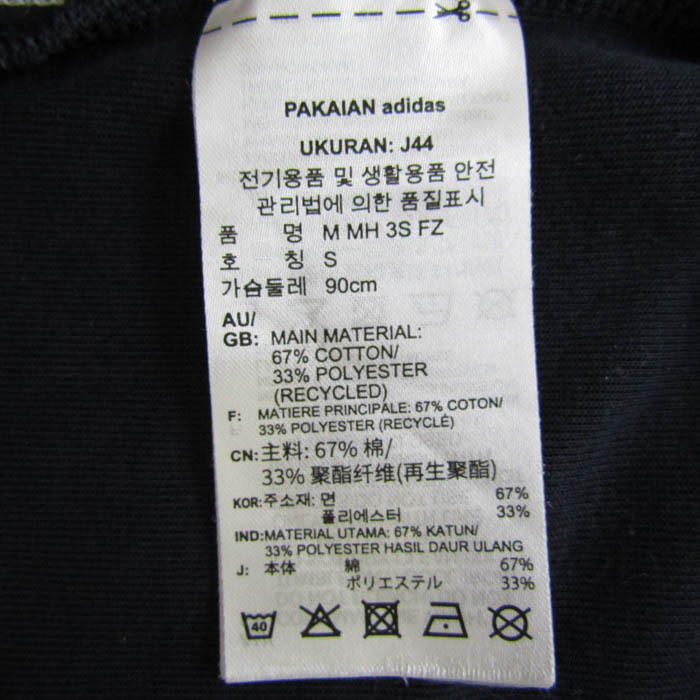 PAKAIAN adidas
UKURAN: J44
전기용품 및 생활용품 안전
관리법에 의한 품질표시
품 명 M MH 3S FZ
호 칭 S
가슴둘레 90cm
AU/
GB: MAIN MATERIAL:
67% COTTON/
33% POLYESTER
(RECYCLED)
F: MATIERE PRINCIPALE: 67% COTON/
33% POLYESTER (RECYCLÉ)
CN: 主料: 67% 棉/
33% 聚酯纤维(再生聚酯)
KOR: 주소재: 면 67%
폴리에스터 33%
IND: MATERIAL UTAMA: 67% KATUN/
33% POLYESTER HASIL DAUR ULANG
J: 本体 綿 67%
ポリエステル 33%
40